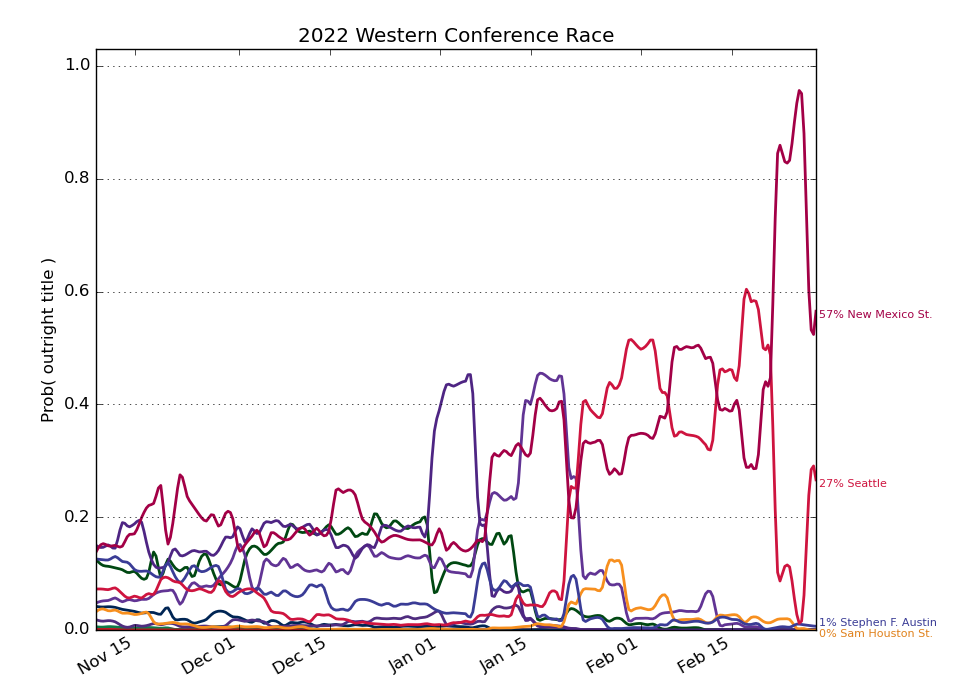 2022 Western Conference Race
1.0
0.8
0.6
0.4
0.2
0.0
Prob( outright title )
57% New Mexico St.
27% Seattle
1% Stephen F. Austin
0% Sam Houston St.
Nov 15
Dec 01
Dec 15
Jan 01
Jan 15
Feb 01
Feb 15